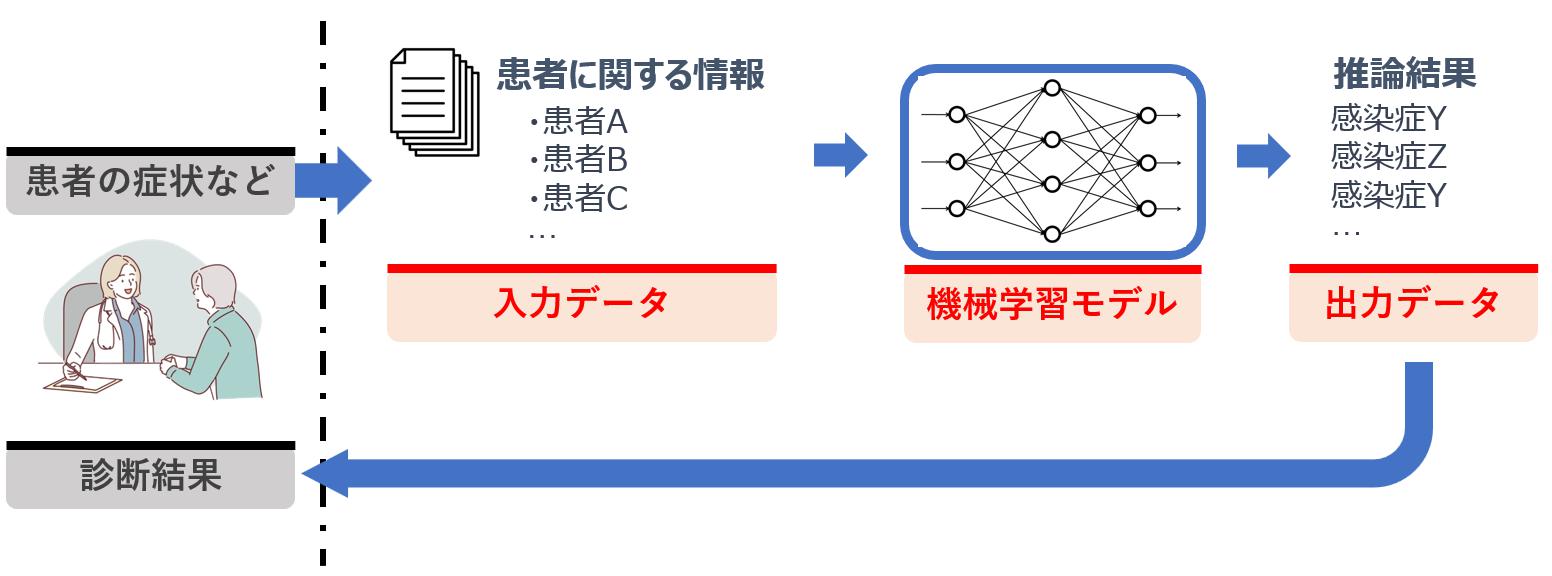 患者の症状など
診断結果
患者に関する情報
・患者A
・患者B
・患者C
…
入力データ
機械学習モデル
推論結果
感染症Y
感染症Z
感染症Y
…
出力データ